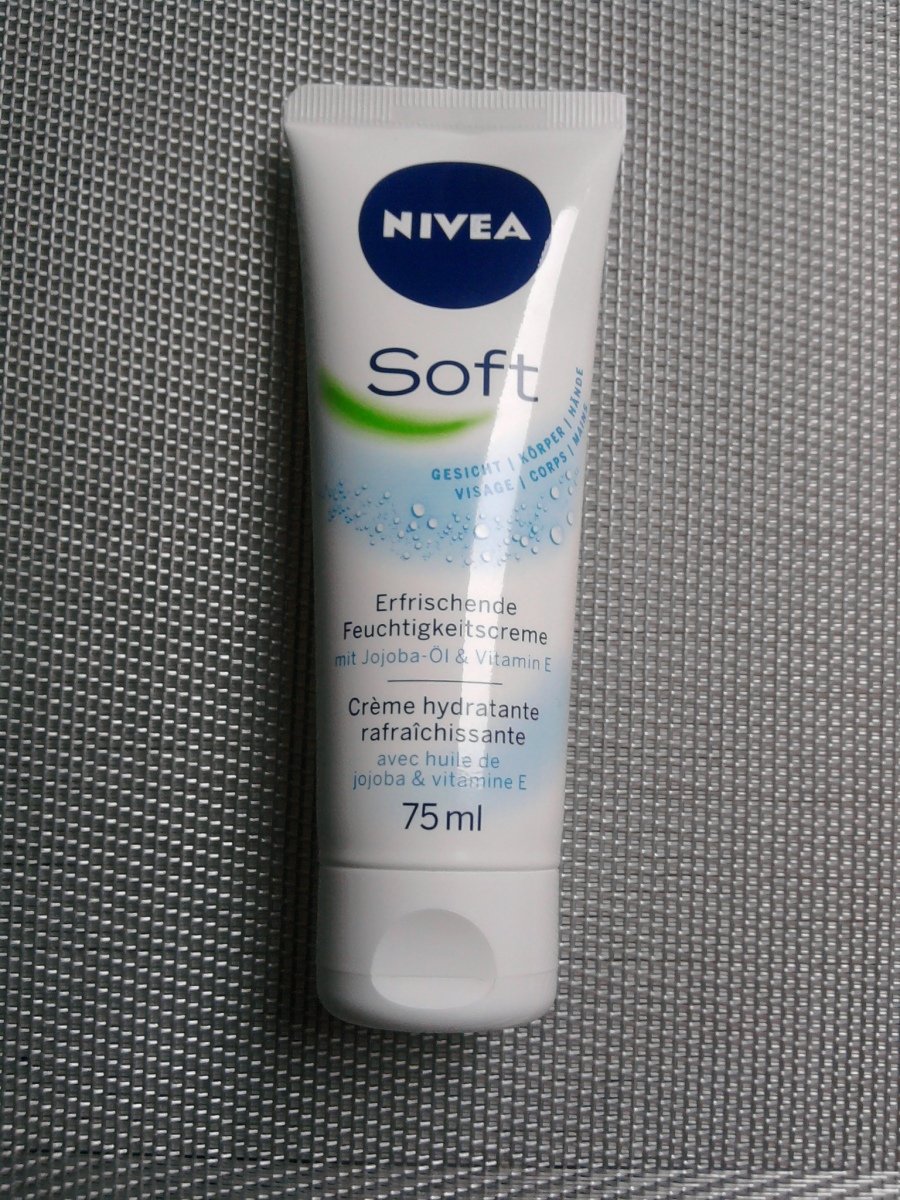 NIVEA
Soft
GESICHT | KÖRPER | HÄNDE
VISAGE | CORPS | MAINS
Erfrischende
Feuchtigkeitscreme
mit Jojoba-Öl & Vitamin E
Crème hydratante
rafraîchissante
avec huile de
jojoba & vitamine E
75 ml